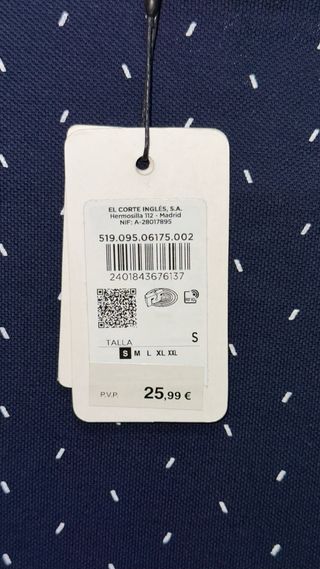 EL CORTE INGLÉS, S.A.
Hermosilla 112 - Madrid
NIF: A-28017895
519.095.06175.002
2401843676137
TALLA S
S M L XL XXL
P.V.P. 25,99 €